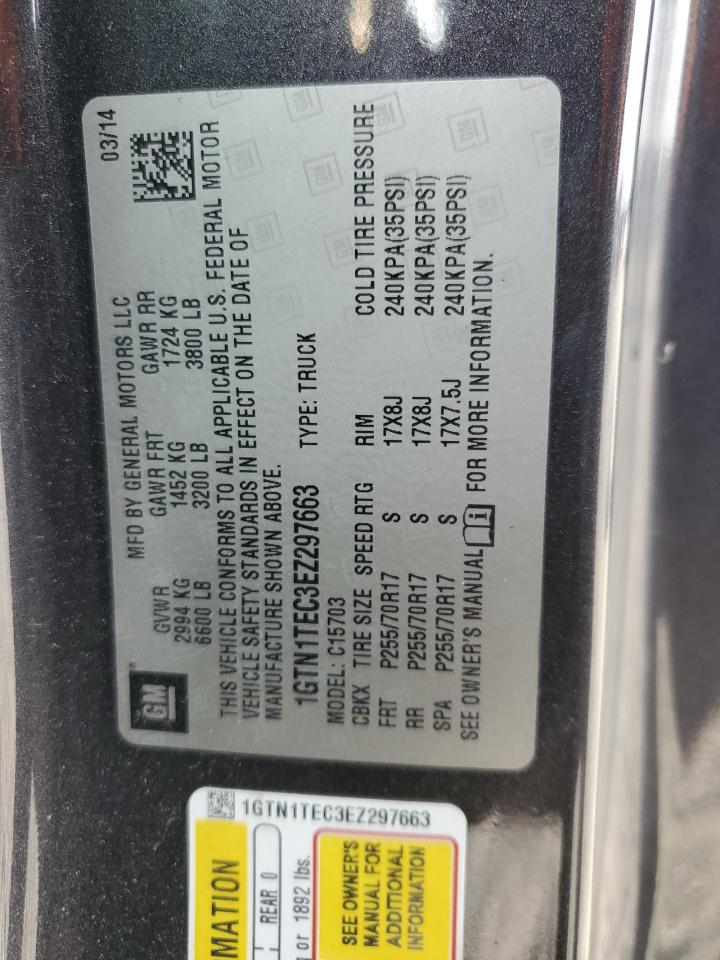 GM
MFD BY GENERAL MOTORS LLC 03/14
GVWR GAWR FRT GAWR RR
2994 KG 1452 KG 1724 KG
6600 LB 3200 LB 3800 LB
THIS VEHICLE CONFORMS TO ALL APPLICABLE U.S. FEDERAL MOTOR
VEHICLE SAFETY STANDARDS IN EFFECT ON THE DATE OF
MANUFACTURE SHOWN ABOVE.
1GTN1TEC3EZ297663 TYPE: TRUCK
MODEL: C15703
CBKX TIRE SIZE SPEED RTG RIM COLD TIRE PRESSURE
FRT P255/70R17 S 17X8J 240KPA(35PSI)
RR P255/70R17 S 17X8J 240KPA(35PSI)
SPA P255/70R17 S 17X7.5J 240KPA(35PSI)
SEE OWNER'S MANUAL FOR MORE INFORMATION.
1GTN1TEC3EZ297663
MATION
REAR 0
or 1892 lbs.
SEE OWNER'S
MANUAL FOR
ADDITIONAL
INFORMATION